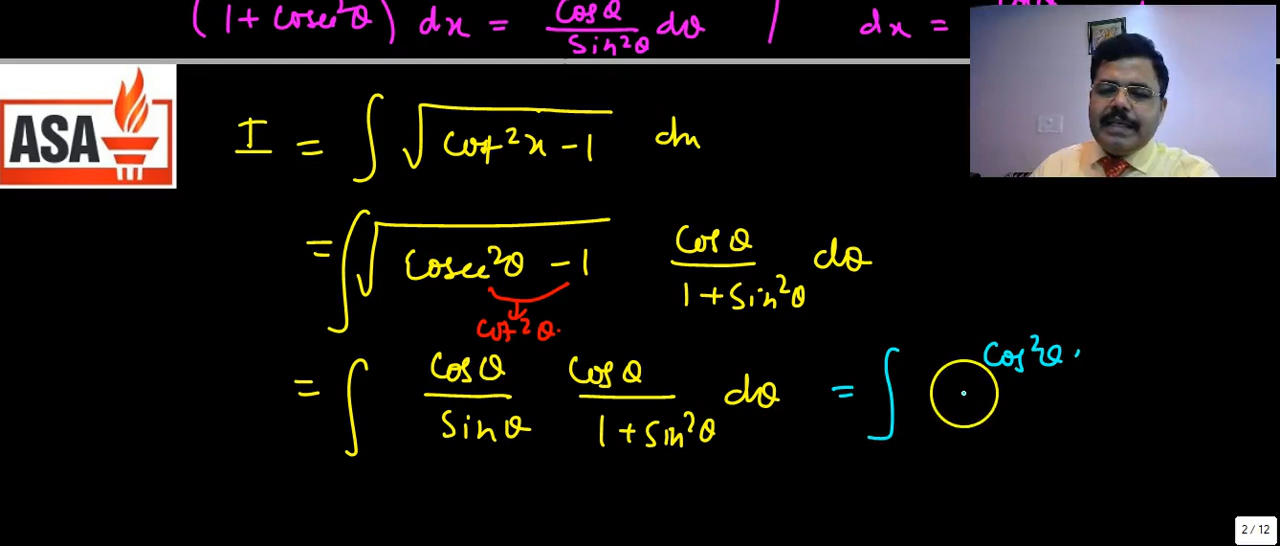 (1 + cosec²θ) dx = cosθ/sin²θ dθ | dx =
ASA
I = ∫ √(cot²x - 1) dx
= ∫ √(cosec²θ - 1) cosθ/(1 + sin²θ) dθ
cot²θ.
= ∫ cosθ/sinθ cosθ/(1 + sin²θ) dθ = ∫ cos²θ.
2 / 12